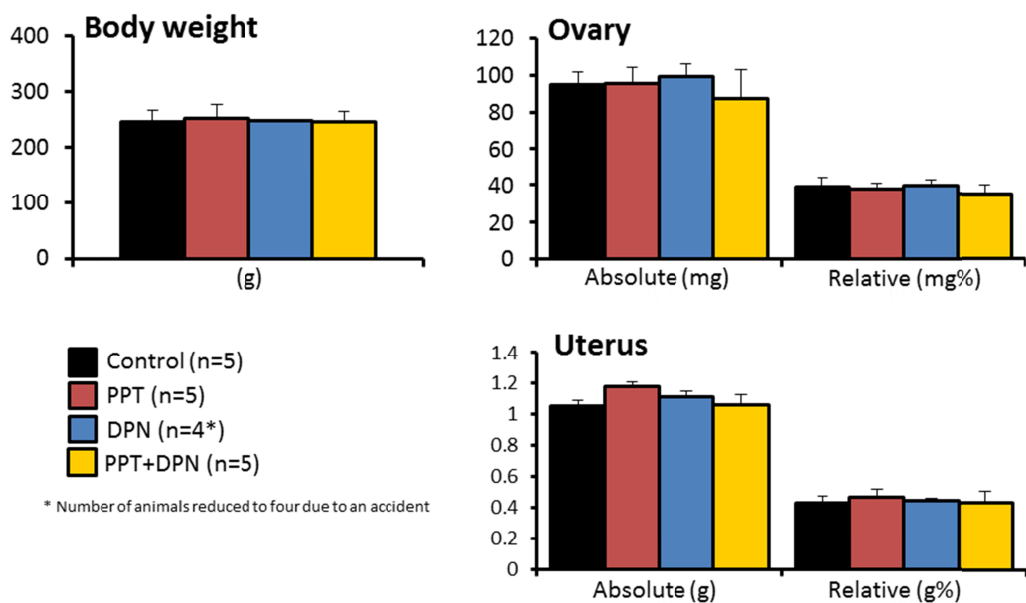 Body weight
400
300
200
100
0
(g)
Ovary
120
100
80
60
40
20
0
Absolute (mg) Relative (mg%)
Control (n=5)
PPT (n=5)
DPN (n=4*)
PPT+DPN (n=5)
* Number of animals reduced to four due to an accident
Uterus
1.4
1.2
1
0.8
0.6
0.4
0.2
0
Absolute (g) Relative (g%)